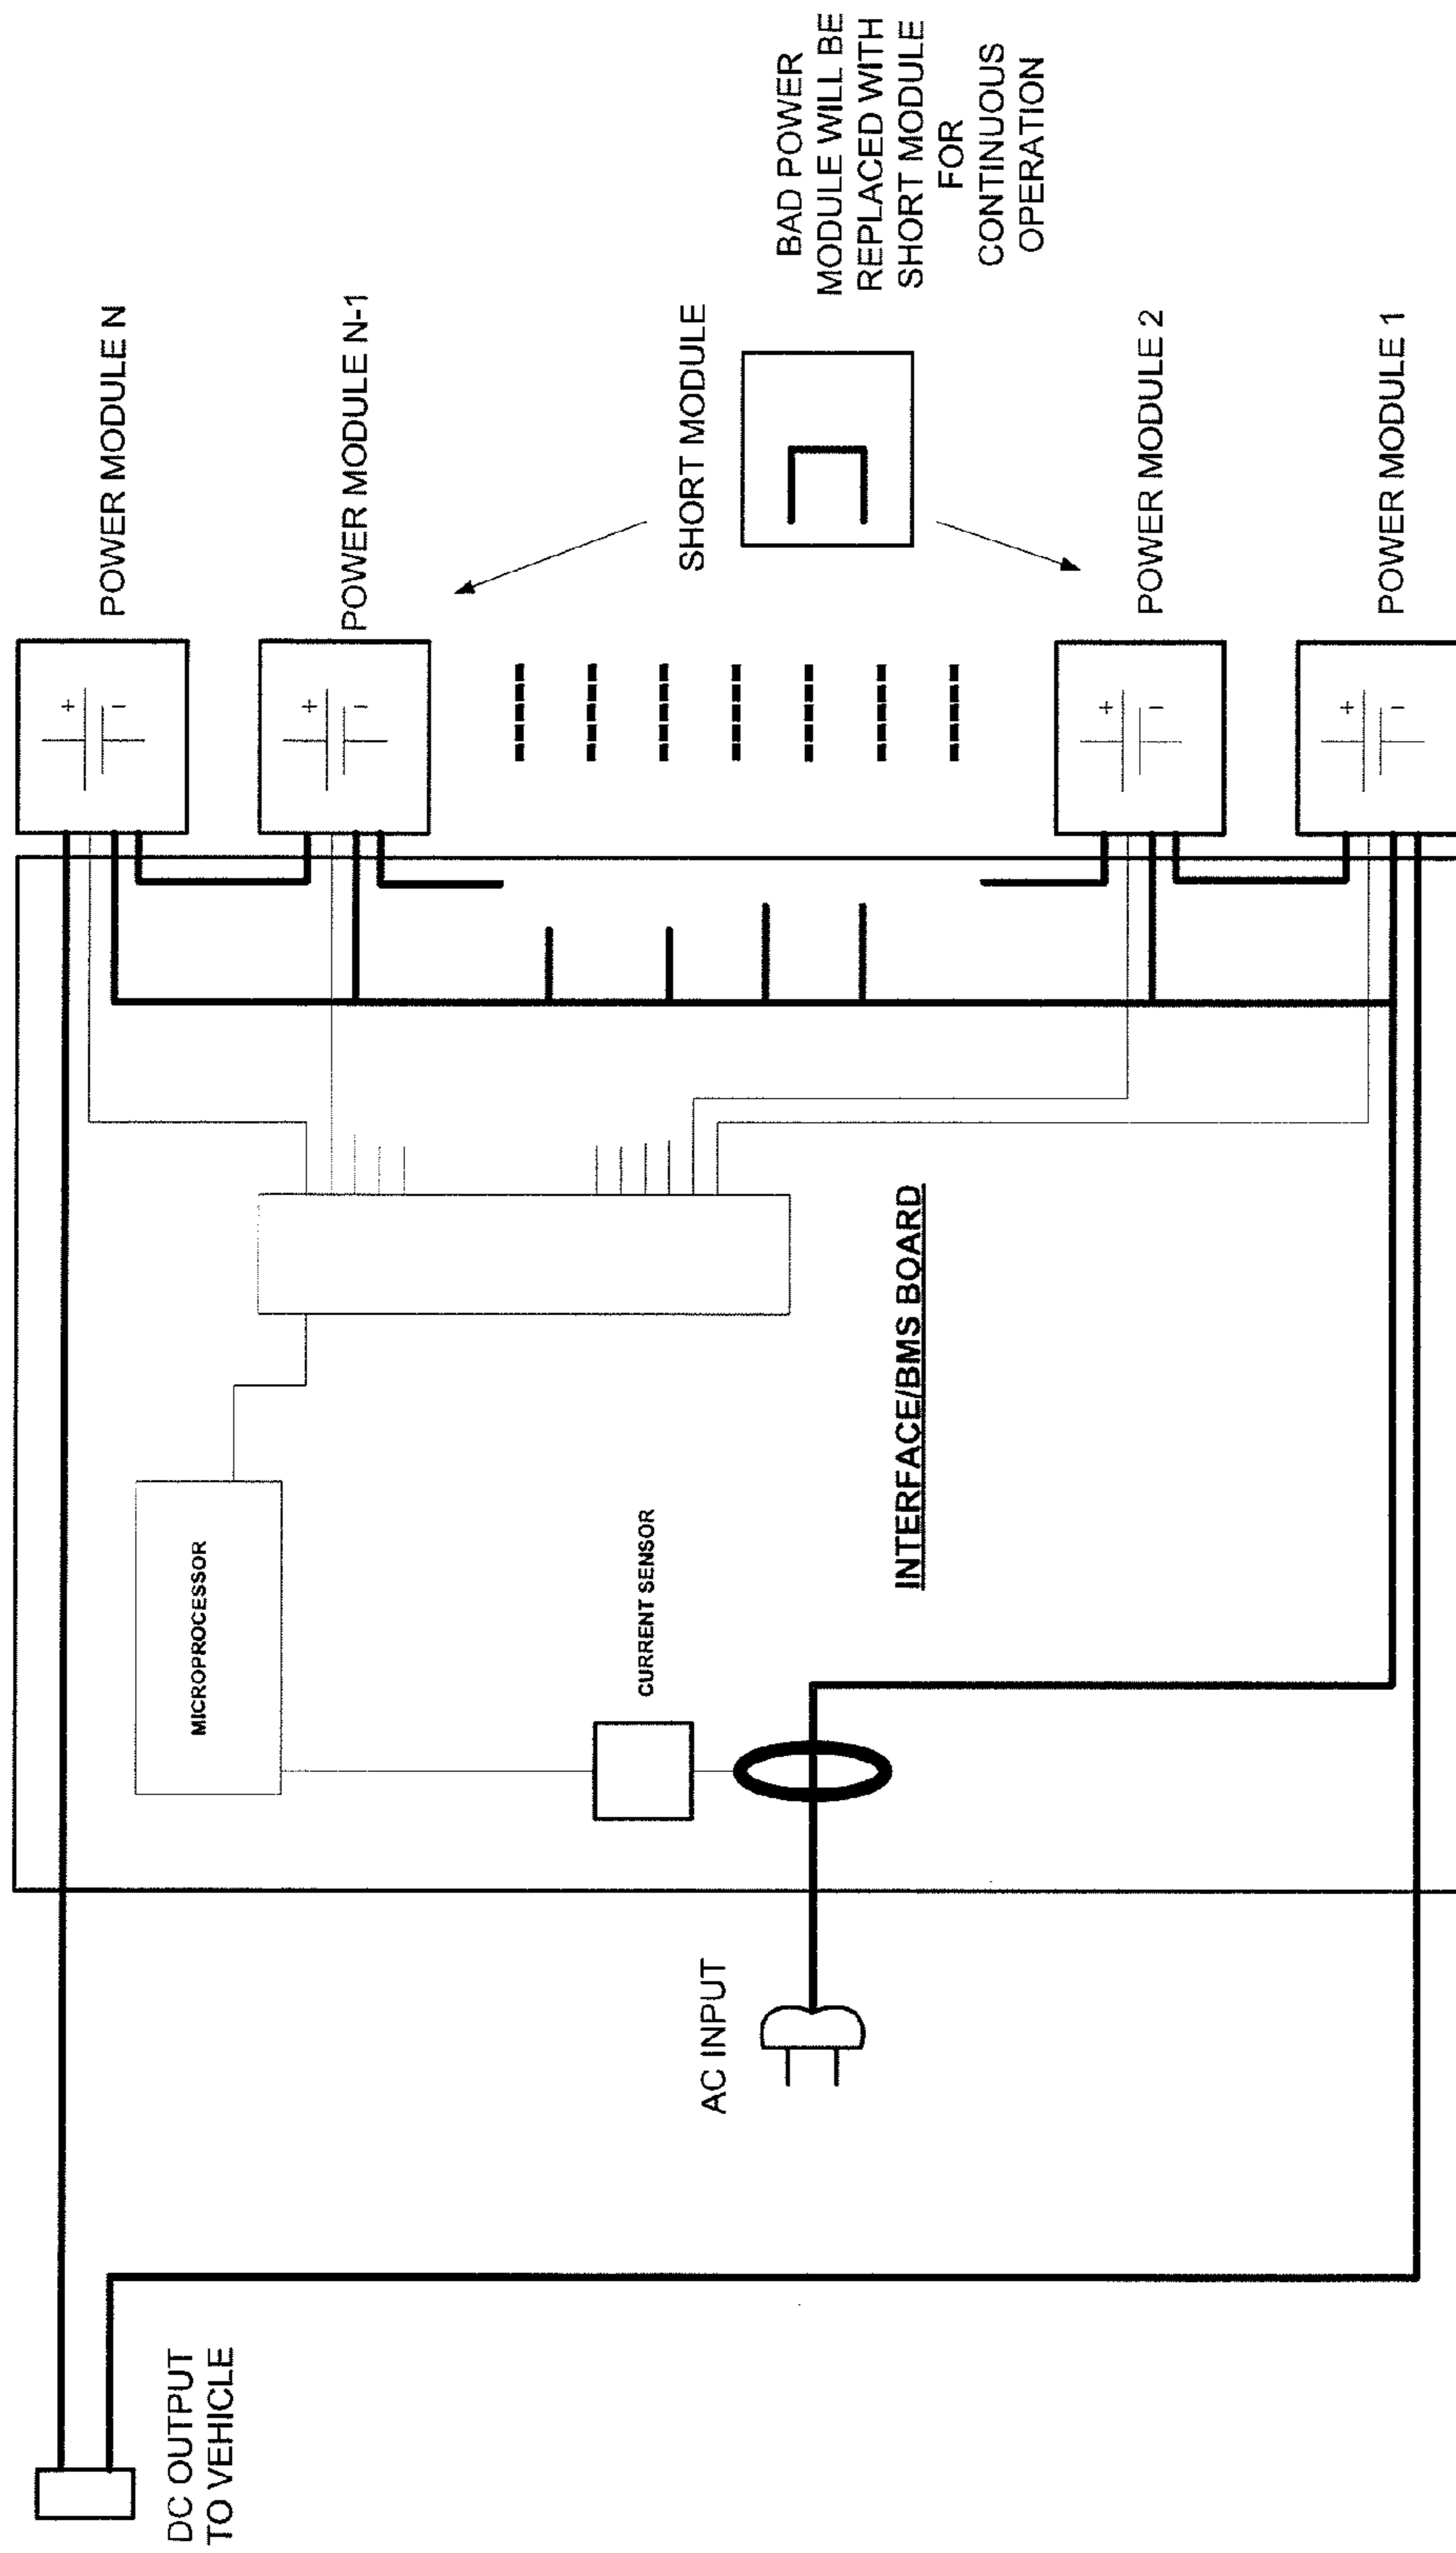 DC OUTPUT
TO VEHICLE
AC INPUT
MICROPROCESSOR
CURRENT SENSOR
INTERFACE/BMS BOARD
+
−
POWER MODULE N
+
−
POWER MODULE N-1
+
−
POWER MODULE 2
+
−
POWER MODULE 1
SHORT MODULE
BAD POWER
MODULE WILL BE
REPLACED WITH
SHORT MODULE
FOR
CONTINUOUS
OPERATION